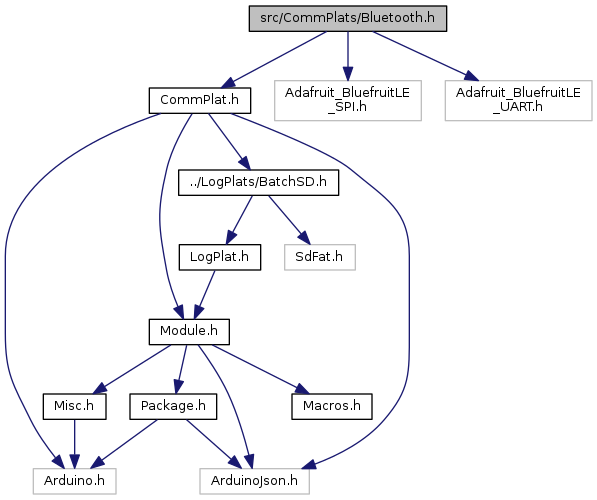 src/CommPlats/Bluetooth.h
CommPlat.h
Adafruit_BluefruitLE
_SPI.h
Adafruit_BluefruitLE
_UART.h
../LogPlats/BatchSD.h
LogPlat.h
SdFat.h
Module.h
Misc.h
Package.h
Macros.h
Arduino.h
ArduinoJson.h